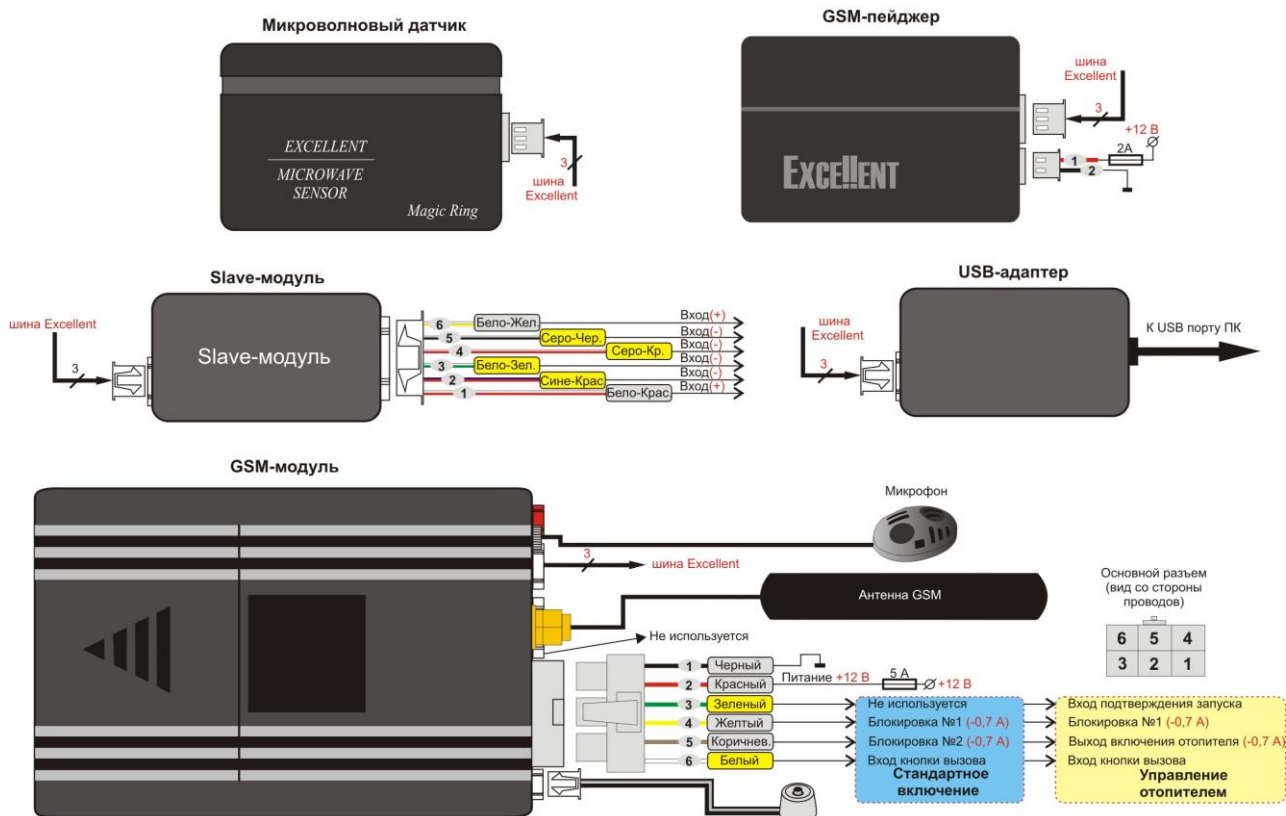 Микроволновый датчик
EXCELLENT
MICROWAVE
SENSOR
Magic Ring
3
шина
Excellent
GSM-пейджер
EXCELLENT
шина
Excellent
3
+12 В
2А
1
2
Slave-модуль
шина Excellent
3
Slave-модуль
6 Бело-Жел. Вход(+)
5 Серо-Чер. Вход(-)
4 Серо-Кр. Вход(-)
3 Бело-Зел. Вход(-)
2 Сине-Крас Вход(-)
1 Бело-Крас. Вход(+)
USB-адаптер
шина
Excellent
3
К USB порту ПК
GSM-модуль
Микрофон
3
шина Excellent
Антенна GSM
Не используется
Основной разъем
(вид со стороны
проводов)
6 5 4
3 2 1
1 Черный
2 Красный Питание +12 В 5 А +12 В
3 Зеленый Не используется Вход подтверждения запуска
4 Желтый Блокировка №1 (-0,7 А) Блокировка №1 (-0,7 А)
5 Коричнев. Блокировка №2 (-0,7 А) Выход включения отопителя (-0,7 А)
6 Белый Вход кнопки вызова Вход кнопки вызова
Стандартное
включение
Управление
отопителем